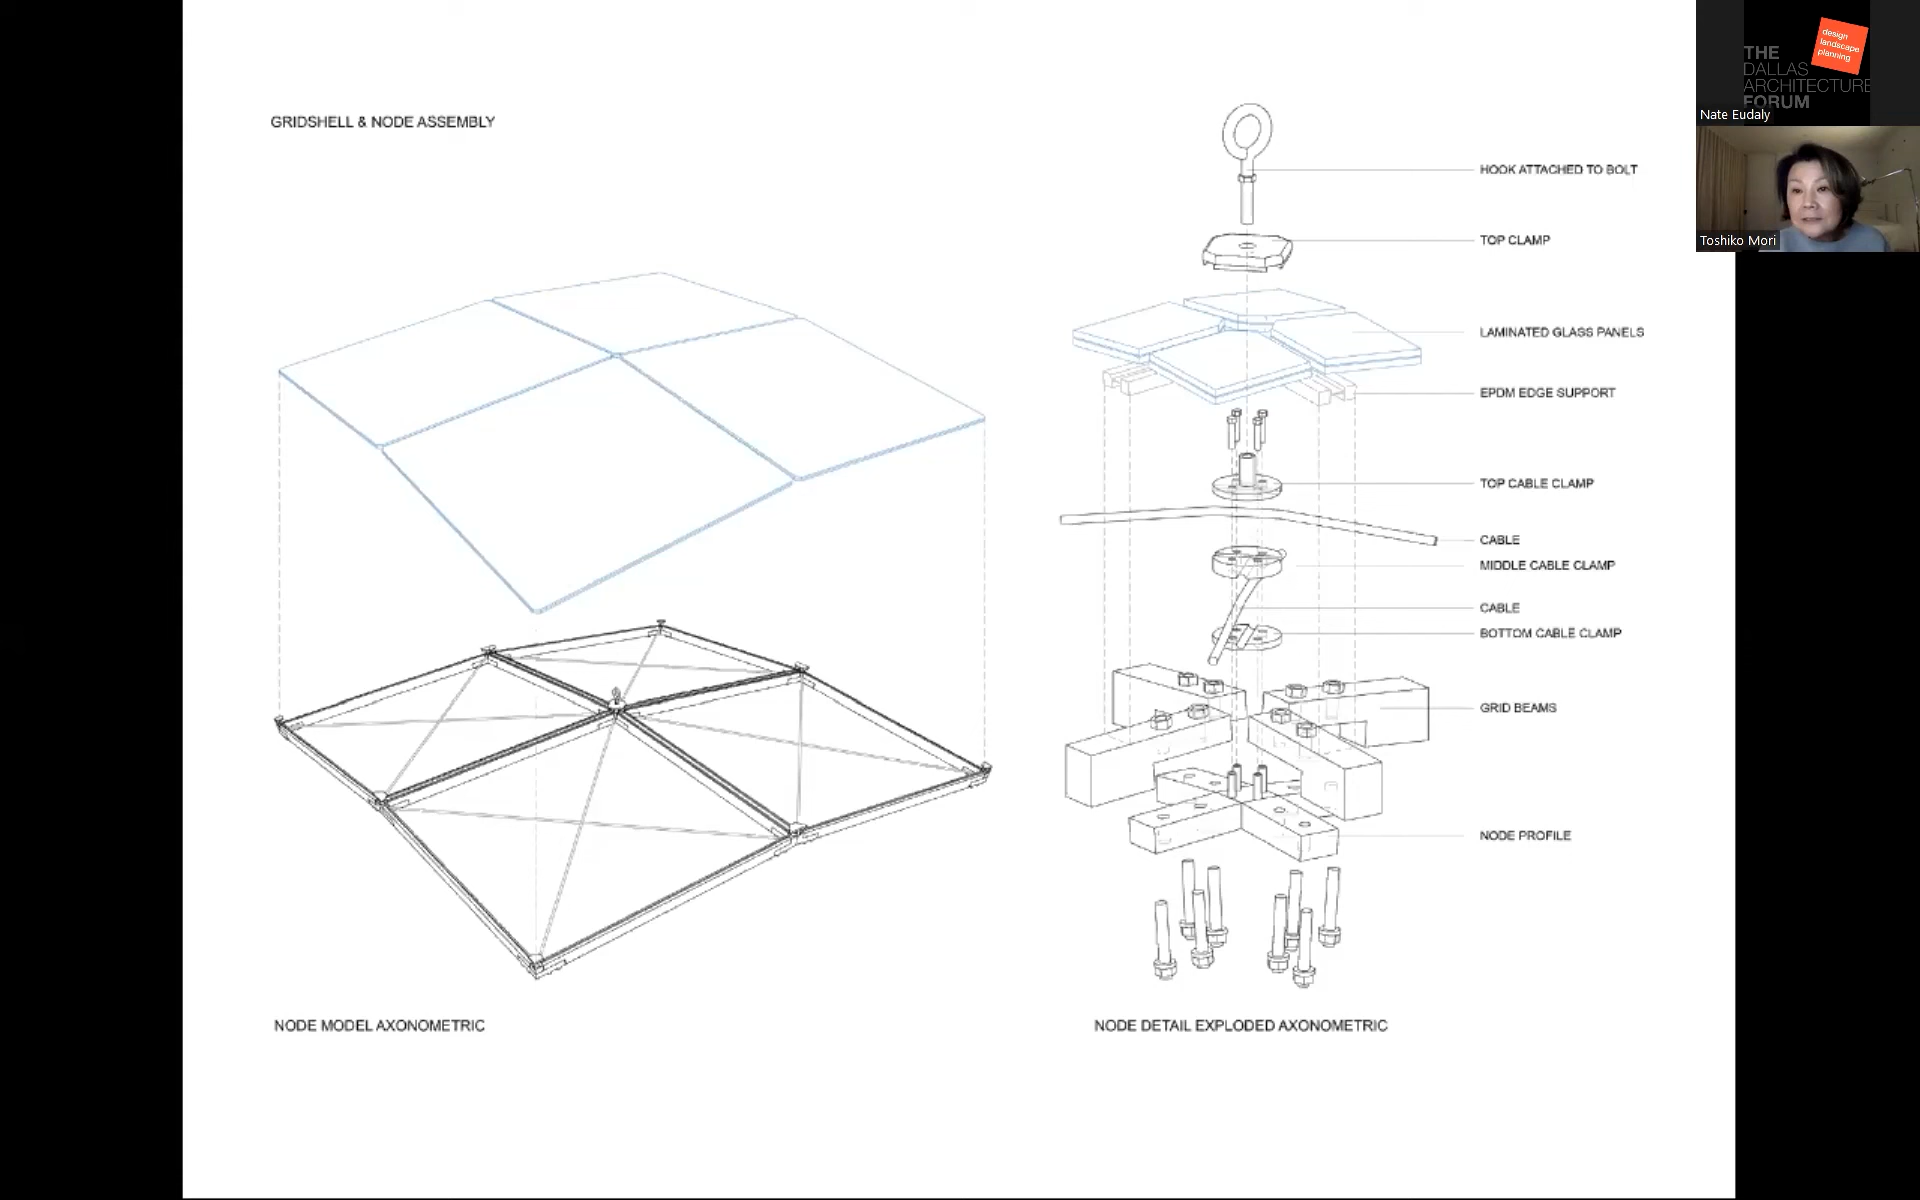 GRIDSHELL & NODE ASSEMBLY
HOOK ATTACHED TO BOLT
TOP CLAMP
LAMINATED GLASS PANELS
EPDM EDGE SUPPORT
TOP CABLE CLAMP
CABLE
MIDDLE CABLE CLAMP
CABLE
BOTTOM CABLE CLAMP
GRID BEAMS
NODE PROFILE
NODE MODEL AXONOMETRIC
NODE DETAIL EXPLODED AXONOMETRIC
design
landscape
planning
THE
DALLAS
ARCHITECTURE
FORUM
Nate Eudaly
Toshiko Mori